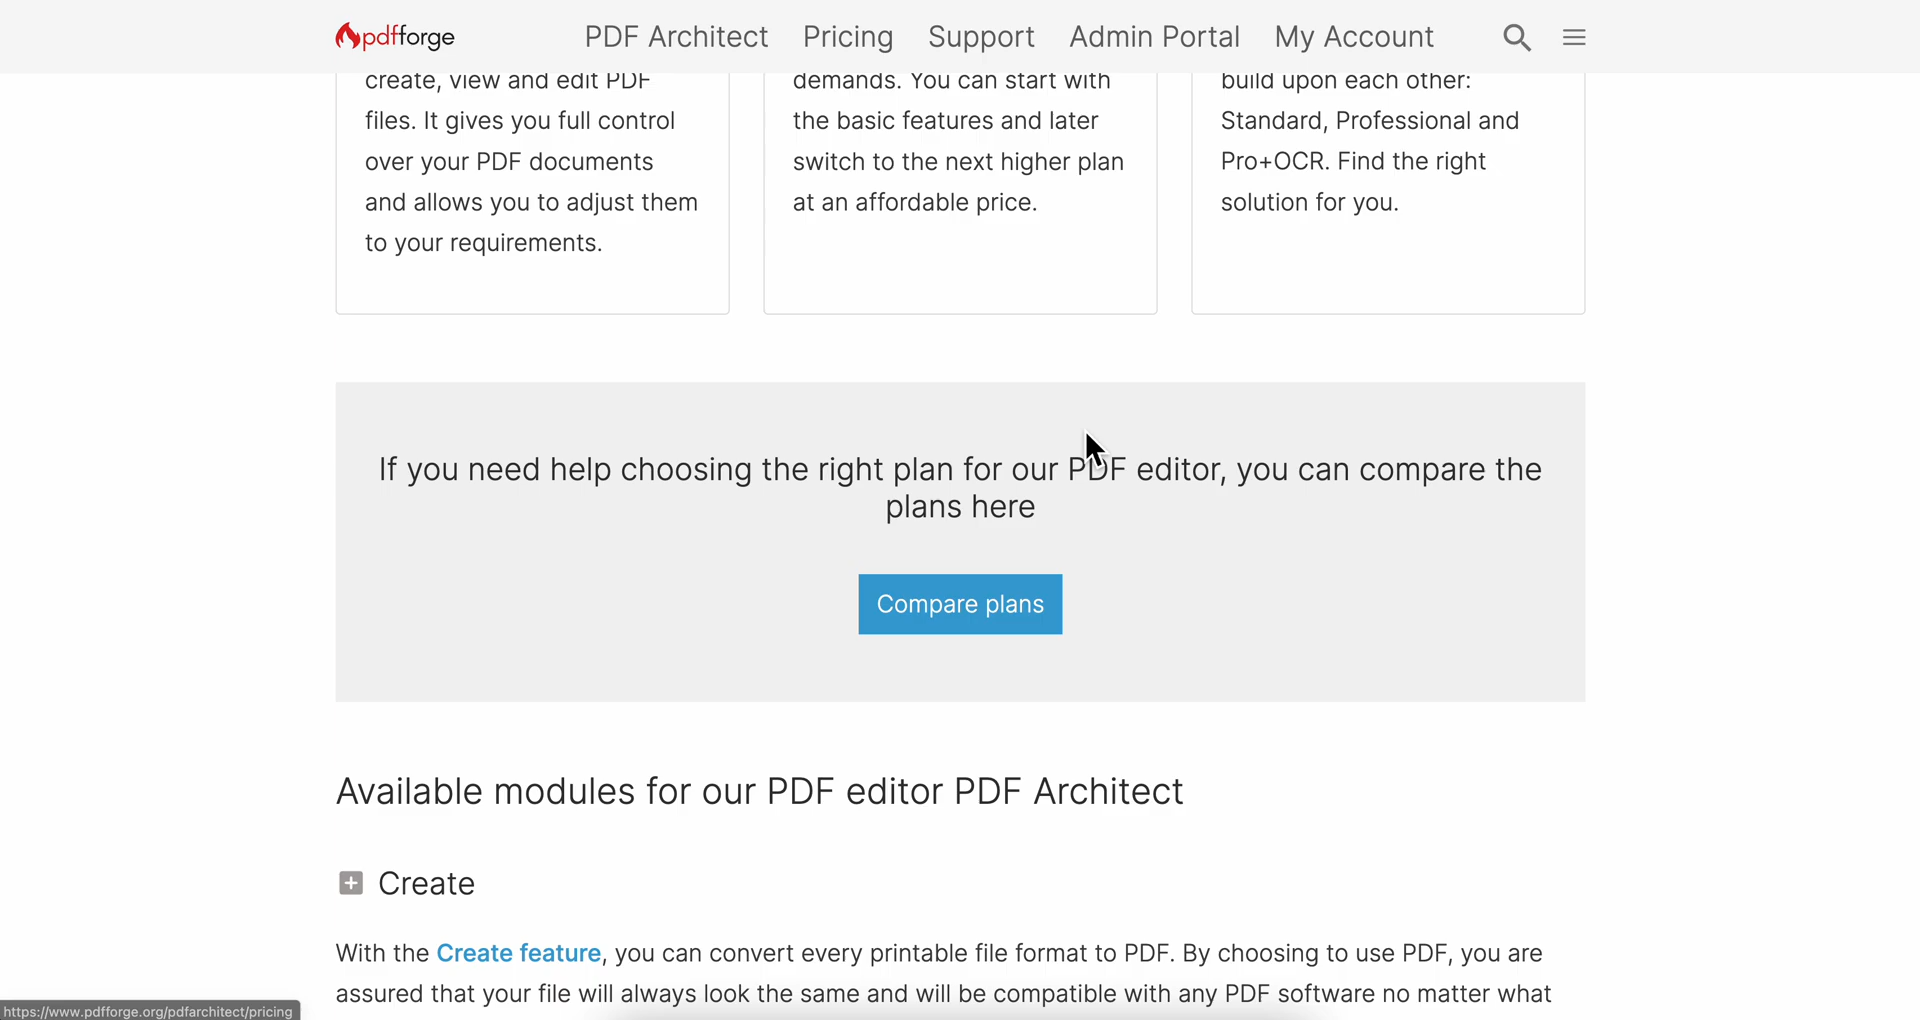 pdfforge
PDF Architect
Pricing
Support
Admin Portal
My Account
create, view and edit PDF
files. It gives you full control
over your PDF documents
and allows you to adjust them
to your requirements.
demands. You can start with
the basic features and later
switch to the next higher plan
at an affordable price.
build upon each other:
Standard, Professional and
Pro+OCR. Find the right
solution for you.
If you need help choosing the right plan for our PDF editor, you can compare the
plans here
Compare plans
Available modules for our PDF editor PDF Architect
Create
With the Create feature, you can convert every printable file format to PDF. By choosing to use PDF, you are
assured that your file will always look the same and will be compatible with any PDF software no matter what
https://www.pdfforge.org/pdfarchitect/pricing